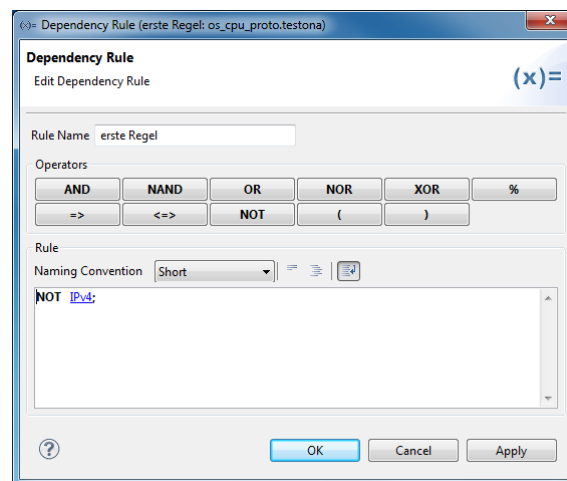 (x)= Dependency Rule (erste Regel: os_cpu_proto.testona)
Dependency Rule
Edit Dependency Rule
(x)=
Rule Name erste Regel
Operators
AND NAND OR NOR XOR %
=> <=> NOT ( )
Rule
Naming Convention Short
NOT IPv4;
OK Cancel Apply